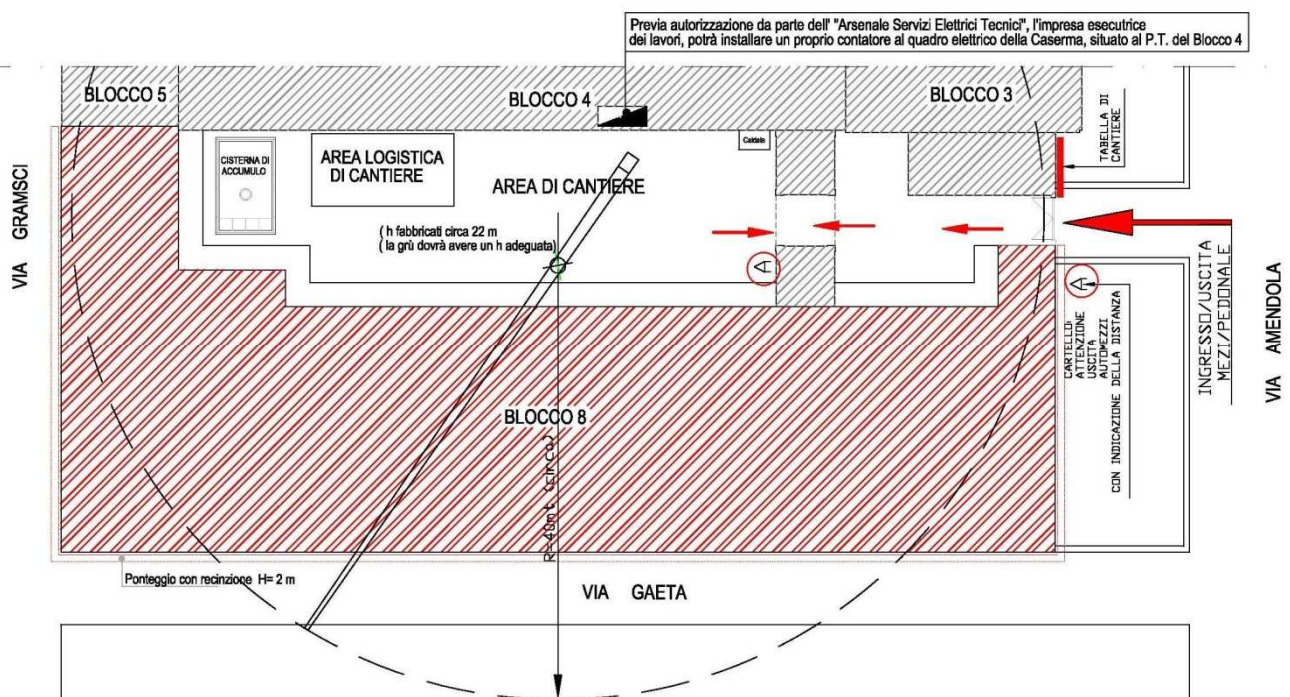 Previa autorizzazione da parte dell' "Arsenale Servizi Elettrici Tecnici", l'impresa esecutrice
dei lavori, potrà installare un proprio contatore al quadro elettrico della Caserma, situato al P.T. del Blocco 4
BLOCCO 5
BLOCCO 4
BLOCCO 3
TABELLA DI
CANTIERE
Caldaia
CISTERNA DI
ACCUMULO
AREA LOGISTICA
DI CANTIERE
AREA DI CANTIERE
( h fabbricati circa 22 m
( la grù dovrà avere un h adeguata)
VIA GRAMSCI
A
A
CARTELLO:
ATTENZIONE
USCITA
AUTOMEZZI
CON INDICAZIONE DELLA DISTANZA
INGRESSO/USCITA
MEZI/PEDONALE
VIA AMENDOLA
BLOCCO 8
R=40mt (circa)
Ponteggio con recinzione H= 2 m
VIA GAETA